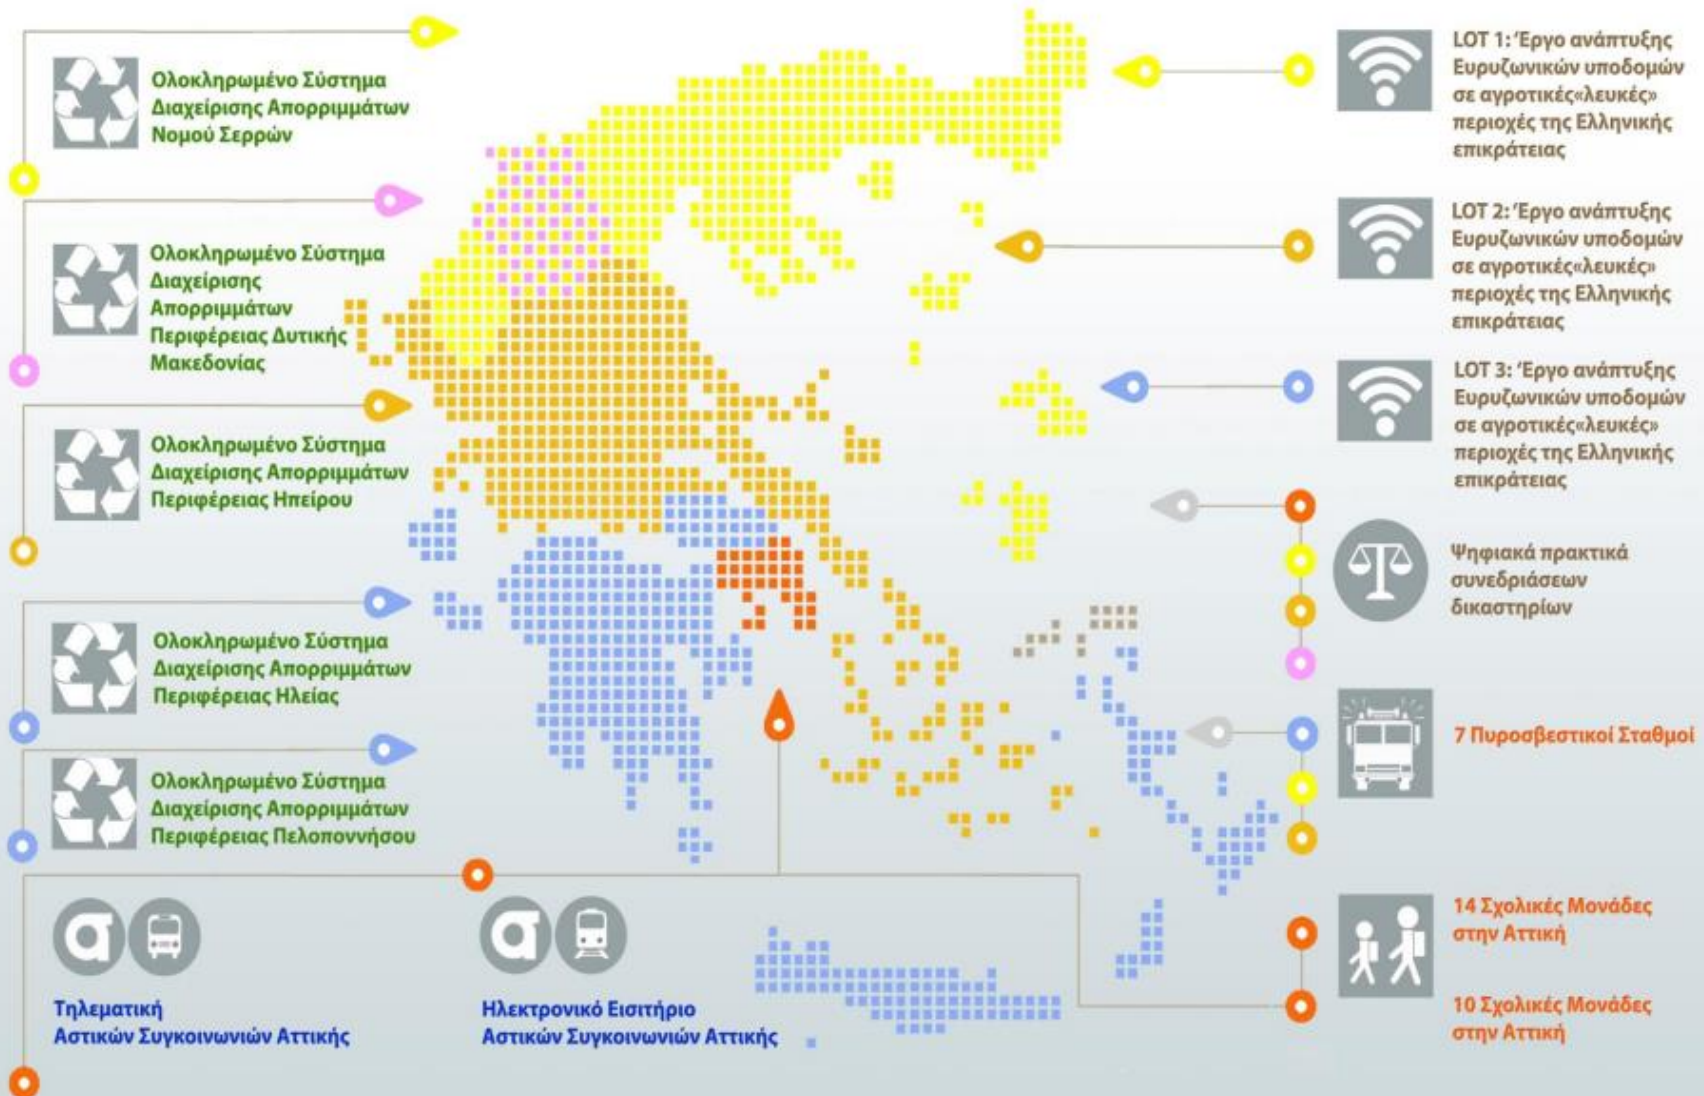 Ολοκληρωμένο Σύστημα
Διαχείρισης Απορριμμάτων
Νομού Σερρών
Ολοκληρωμένο Σύστημα
Διαχείρισης
Απορριμμάτων
Περιφέρειας Δυτικής
Μακεδονίας
Ολοκληρωμένο Σύστημα
Διαχείρισης Απορριμμάτων
Περιφέρειας Ηπείρου
Ολοκληρωμένο Σύστημα
Διαχείρισης Απορριμμάτων
Περιφέρειας Ηλείας
Ολοκληρωμένο Σύστημα
Διαχείρισης Απορριμμάτων
Περιφέρειας Πελοποννήσου
Τηλεματική
Αστικών Συγκοινωνιών Αττικής
Ηλεκτρονικό Εισιτήριο
Αστικών Συγκοινωνιών Αττικής
LOT 1: Έργο ανάπτυξης
Ευρυζωνικών υποδομών
σε αγροτικές«λευκές»
περιοχές της Ελληνικής
επικράτειας
LOT 2: Έργο ανάπτυξης
Ευρυζωνικών υποδομών
σε αγροτικές«λευκές»
περιοχές της Ελληνικής
επικράτειας
LOT 3: Έργο ανάπτυξης
Ευρυζωνικών υποδομών
σε αγροτικές«λευκές»
περιοχές της Ελληνικής
επικράτειας
Ψηφιακά πρακτικά
συνεδριάσεων
δικαστηρίων
7 Πυροσβεστικοί Σταθμοί
14 Σχολικές Μονάδες
στην Αττική
10 Σχολικές Μονάδες
στην Αττική